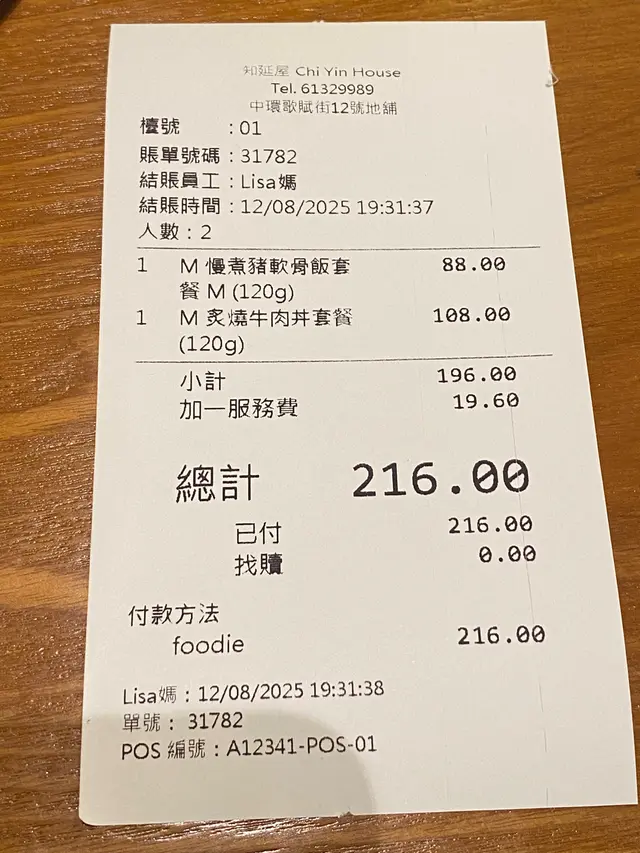 知延屋 Chi Yin House
Tel. 61329989
中環歌賦街12號地舖
檯號 : 01
賬單號碼 : 31782
結賬員工 : Lisa媽
結賬時間 : 12/08/2025 19:31:37
人數 : 2
1 M 慢煮豬軟骨飯套 88.00
餐 M (120g)
1 M 炙燒牛肉丼套餐 108.00
(120g)
小計 196.00
加一服務費 19.60
總計 216.00
已付 216.00
找贖 0.00
付款方法
foodie 216.00
Lisa媽 : 12/08/2025 19:31:38
單號 : 31782
POS 編號 : A12341-POS-01